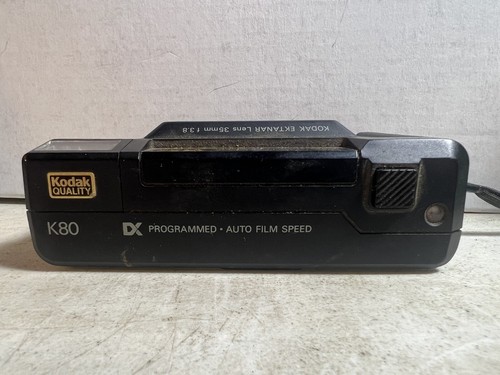 KODAK EKTANAR Lens 35mm f:3.8
Kodak
QUALITY
K80
DX PROGRAMMED • AUTO FILM SPEED